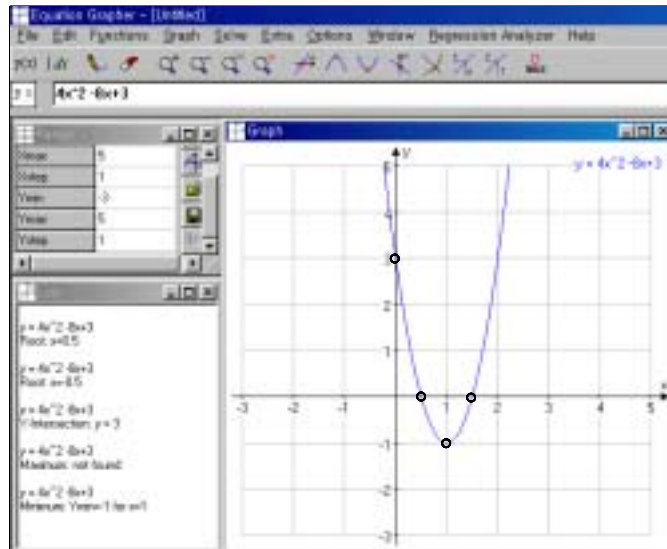 Equation Grapher - [Untitled]
File Edit Functions Graph Solve Extra Options Window Regression Analyzer Help
y(x)
y = 4x^2-8x+3
Xmax 5
Xstep 1
Ymin -3
Ymax 5
Ystep 1
y = 4x^2-8x+3
Root: x=0.5
y = 4x^2-8x+3
y = 4x^2-8x+3
Y-Intersection: y = 3
y = 4x^2-8x+3
Maximum: not found
y = 4x^2-8x+3
Minimum: Ymin=-1 for x=1
Graph
y = 4x^2-8x+3
y
5
4
3
2
1
-1
-2
-3
-3 -2 -1 1 2 3 4 5
x